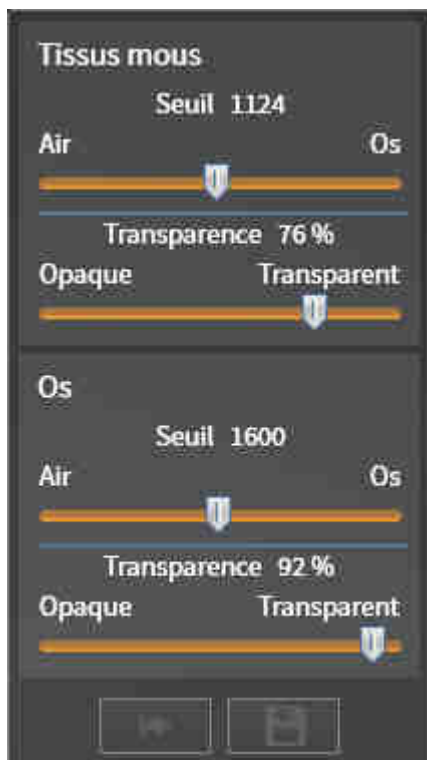 Tissus mous
Seuil 1124
Air Os
Transparence 76 %
Opaque Transparent
Os
Seuil 1600
Air Os
Transparence 92 %
Opaque Transparent